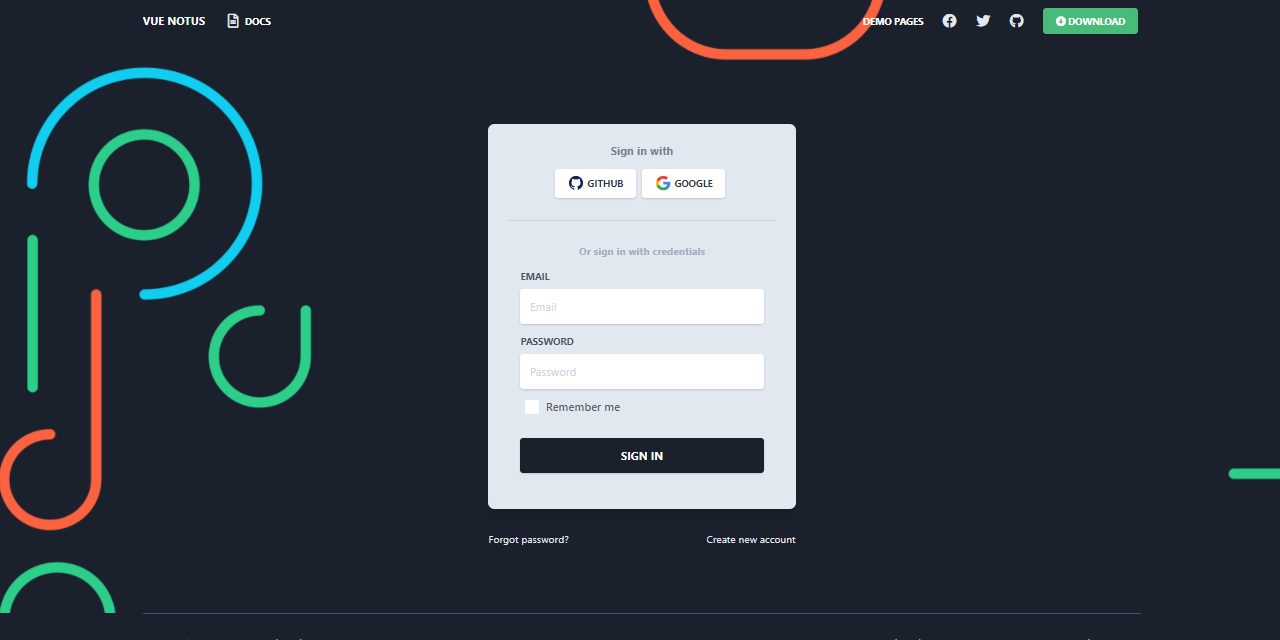 VUE NOTUS DOCS DEMO PAGES DOWNLOAD
Sign in with
GITHUB GOOGLE
Or sign in with credentials
EMAIL
Email
PASSWORD
Password
Remember me
SIGN IN
Forgot password? Create new account